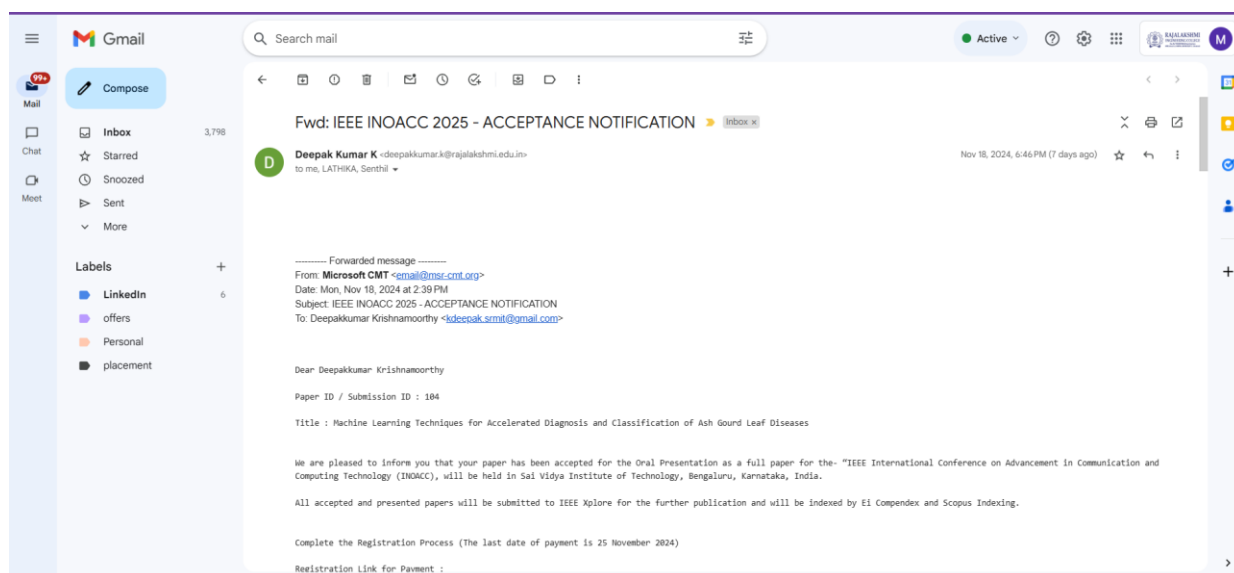 Gmail
Search mail
Active
RAJALAKSHMI
M
99+
Mail
Chat
Meet
Compose
Inbox 3,798
Starred
Snoozed
Sent
More
Labels
LinkedIn 6
offers
Personal
placement
Fwd: IEEE INOACC 2025 - ACCEPTANCE NOTIFICATION Inbox x
D
Deepak Kumar K <deepakkumar.k@rajalakshmi.edu.in> Nov 18, 2024, 6:46 PM (7 days ago)
to me, LATHIKA, Senthil
---------- Forwarded message ---------
From: Microsoft CMT <email@msr-cmt.org>
Date: Mon, Nov 18, 2024 at 2:39 PM
Subject: IEEE INOACC 2025 - ACCEPTANCE NOTIFICATION
To: Deepakkumar Krishnamoorthy <kdeepak.srmit@gmail.com>
Dear Deepakkumar Krishnamoorthy
Paper ID / Submission ID : 104
Title : Machine Learning Techniques for Accelerated Diagnosis and Classification of Ash Gourd Leaf Diseases
We are pleased to inform you that your paper has been accepted for the Oral Presentation as a full paper for the- “IEEE International Conference on Advancement in Communication and
Computing Technology (INOACC), will be held in Sai Vidya Institute of Technology, Bengaluru, Karnataka, India.
All accepted and presented papers will be submitted to IEEE Xplore for the further publication and will be indexed by Ei Compendex and Scopus Indexing.
Complete the Registration Process (The last date of payment is 25 November 2024)
Registration Link for Payment :